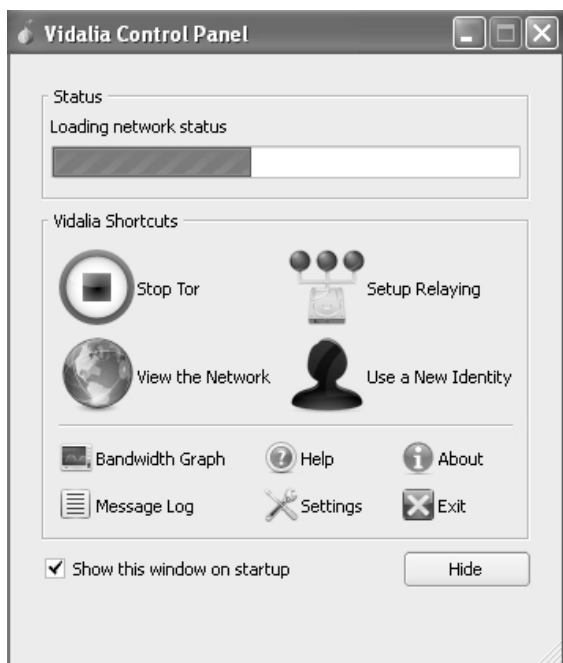 Vidalia Control Panel
Status
Loading network status
Vidalia Shortcuts
Stop Tor
Setup Relaying
View the Network
Use a New Identity
Bandwidth Graph
Help
About
Message Log
Settings
Exit
Show this window on startup
Hide